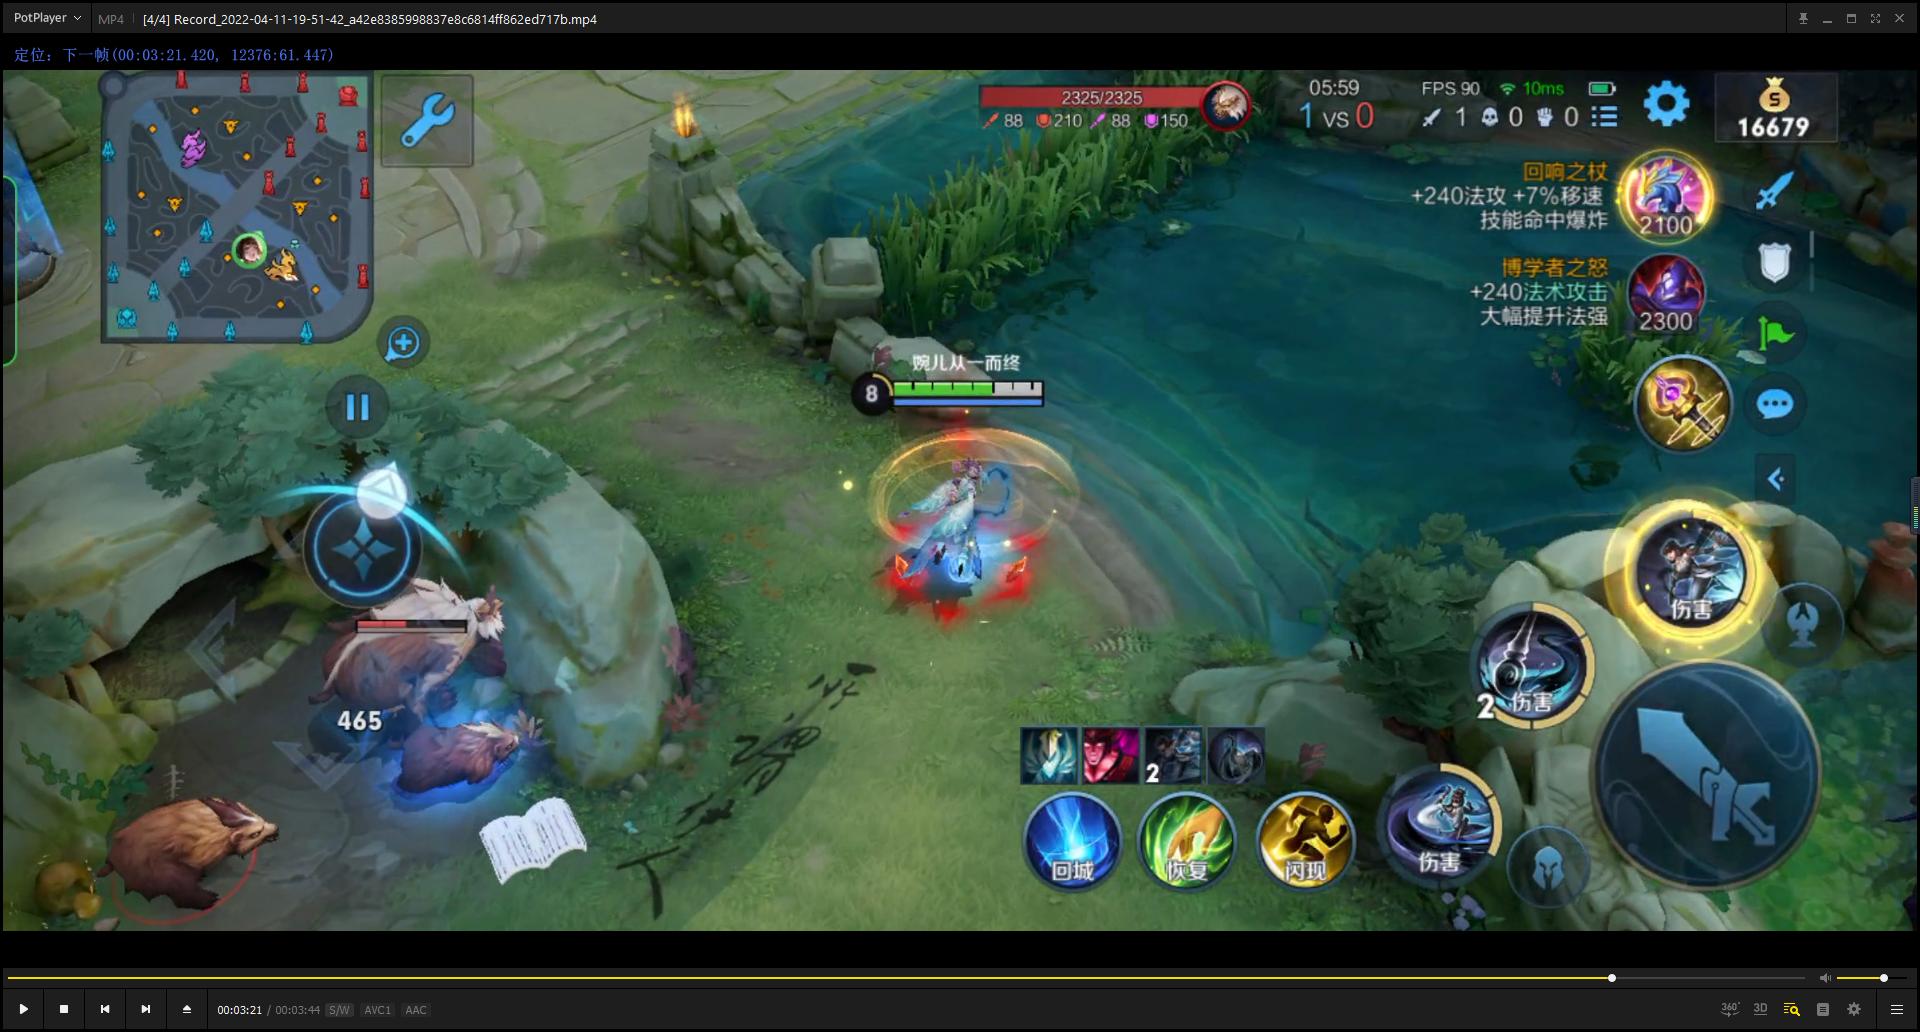 PotPlayer MP4 [4/4] Record_2022-04-11-19-51-42_a42e8385998837e8c6814ff862ed717b.mp4
定位: 下一帧(00:03:21.420, 12376:61.447)
2325/2325
88 210 88 150
05:59
1 VS 0
FPS 90 10ms
1 0 0
16679
回响之杖
+240法攻 +7%移速
技能命中爆炸
2100
博学者之怒
+240法术攻击
大幅提升法强
2300
婉儿从一而终
8
伤害
2 伤害
465
2
回城
恢复
闪现
伤害
00:03:21 / 00:03:44 S/W AVC1 AAC
360° 3D